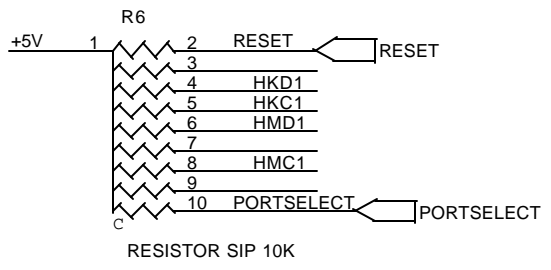 R6
+5V 1 2 RESET RESET
3
4 HKD1
5 HKC1
6 HMD1
7
8 HMC1
9
10 PORTSELECT PORTSELECT
C
RESISTOR SIP 10K